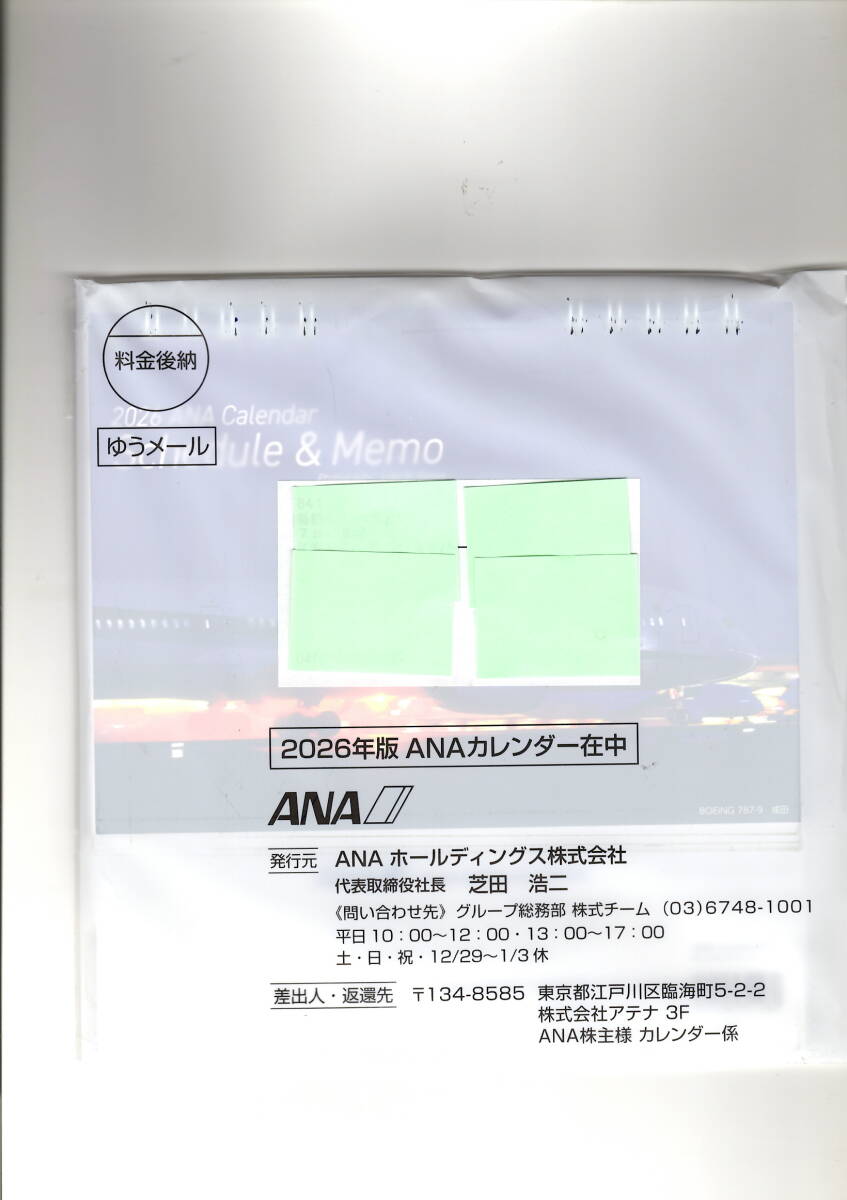 料金後納
ゆうメール
2026 ANA Calendar
Schedule & Memo
2026年版 ANAカレンダー在中
ANA
BOEING 787-9 成田
発行元 ANA ホールディングス株式会社
代表取締役社長 芝田 浩二
《問い合わせ先》グループ総務部 株式チーム (03)6748-1001
平日10:00〜12:00・13:00〜17:00
土・日・祝・12/29〜1/3休
差出人・返還先 〒134-8585 東京都江戸川区臨海町5-2-2
株式会社アテナ 3F
ANA株主様 カレンダー係